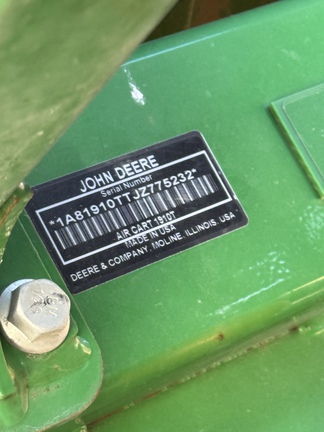 JOHN DEERE
Serial Number
*1A81910TTJZ775232*
AIR CART 1910T
MADE IN USA
DEERE & COMPANY, MOLINE, ILLINOIS, USA